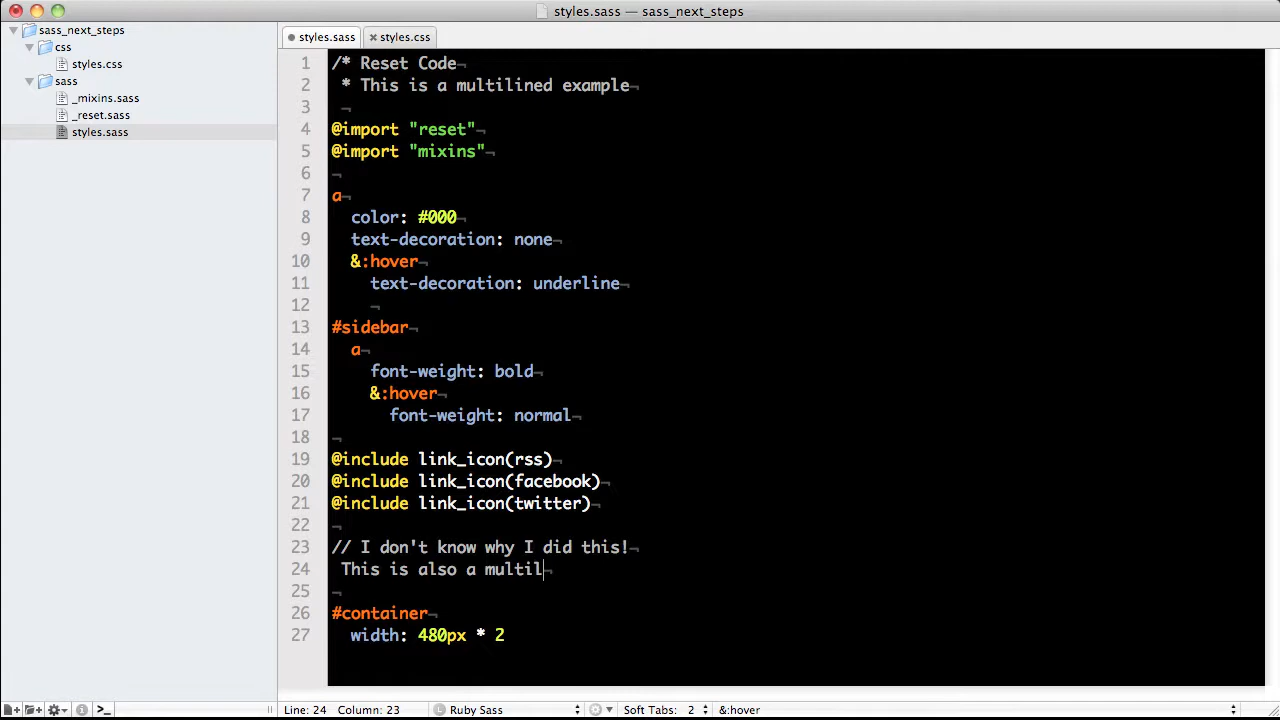 styles.sass — sass_next_steps
sass_next_steps
css
styles.css
sass
_mixins.sass
_reset.sass
styles.sass
styles.sass
styles.css
1 /* Reset Code¬
2  * This is a multilined example¬
3  ¬
4 @import "reset"¬
5 @import "mixins"¬
6 ¬
7 a¬
8   color: #000¬
9   text-decoration: none¬
10   &:hover¬
11     text-decoration: underline¬
12     ¬
13 #sidebar¬
14   a¬
15     font-weight: bold¬
16     &:hover¬
17       font-weight: normal¬
18 ¬
19 @include link_icon(rss)¬
20 @include link_icon(facebook)¬
21 @include link_icon(twitter)¬
22 ¬
23 // I don't know why I did this!¬
24  This is also a multil¬
25 ¬
26 #container¬
27   width: 480px * 2
Line: 24 Column: 23 Ruby Sass Soft Tabs: 2 &:hover